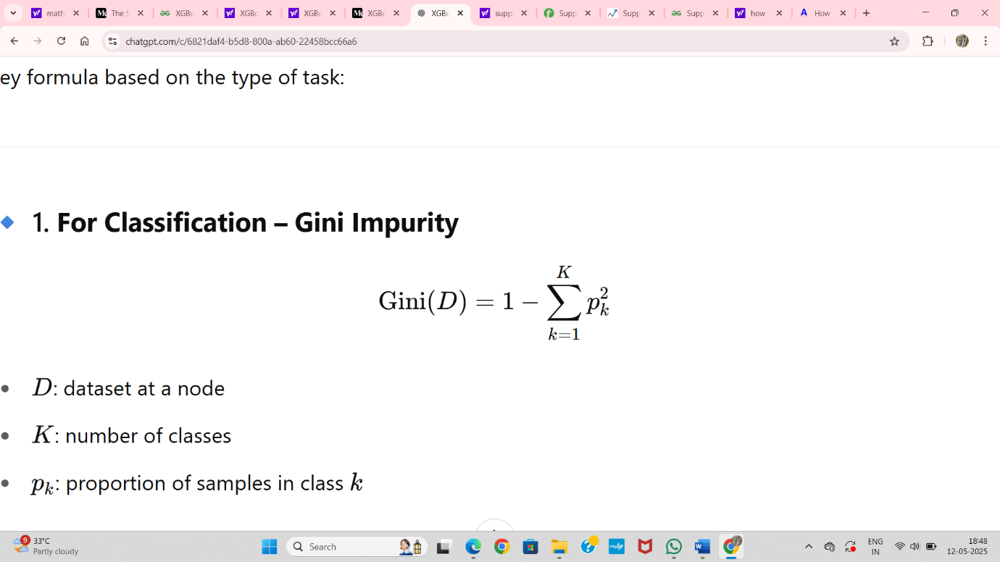 math
The S
XGBo
XGBo
XGBo
XGBo
XGBo
supp
Supp
Supp
Supp
how
How
chatgpt.com/c/6821daf4-b5d8-800a-ab60-22458bcc66a6
ey formula based on the type of task:
1. For Classification – Gini Impurity
Gini(D) = 1 − ∑_{k=1}^{K} p_k^2
D: dataset at a node
K: number of classes
p_k: proportion of samples in class k
9
33°C
Partly cloudy
Search
myhp
ENG
IN
18:48
12-05-2025